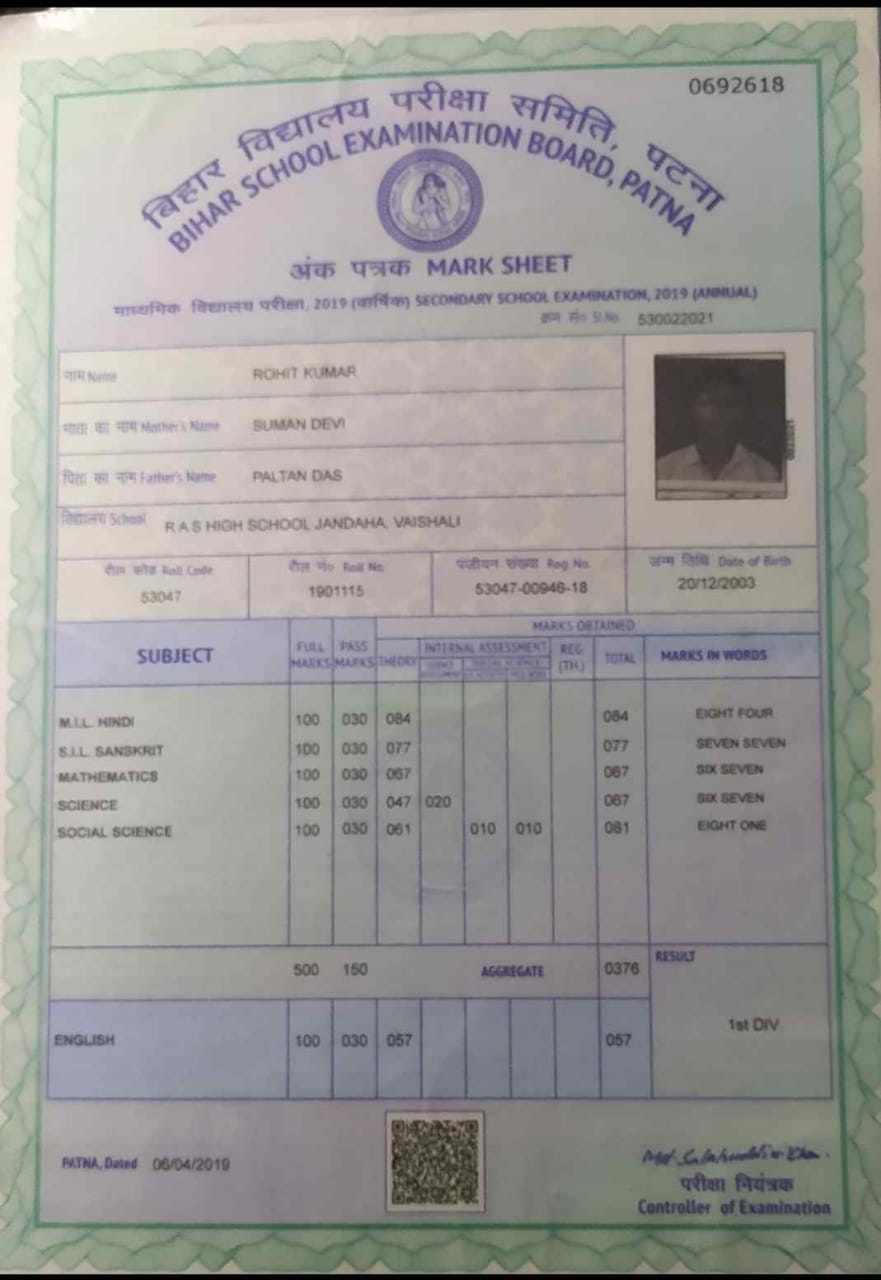 0692618
बिहार विद्यालय परीक्षा समिति, पटना
BIHAR SCHOOL EXAMINATION BOARD, PATNA
अंक पत्रक MARK SHEET
माध्यमिक विद्यालय परीक्षा, 2019 (वार्षिक) SECONDARY SCHOOL EXAMINATION, 2019 (ANNUAL)
क्रम सं० Sl.No. 530022021
नाम Name ROHIT KUMAR
माता का नाम Mother's Name SUMAN DEVI
पिता का नाम Father's Name PALTAN DAS
विद्यालय School R A S HIGH SCHOOL JANDAHA, VAISHALI
रौल कोड Roll Code रौल नं० Roll No. पंजीयन संख्या Reg No. जन्म तिथि Date of Birth
53047 1901115 53047-00946-18 20/12/2003
MARKS OBTAINED
SUBJECT FULL MARKS PASS MARKS THEORY INTERNAL ASSESSMENT REG (TH.) TOTAL MARKS IN WORDS
SOCIAL SCIENCE
M.I.L. HINDI 100 030 084 084 EIGHT FOUR
S.I.L. SANSKRIT 100 030 077 077 SEVEN SEVEN
MATHEMATICS 100 030 067 067 SIX SEVEN
SCIENCE 100 030 047 020 067 SIX SEVEN
SOCIAL SCIENCE 100 030 061 010 010 081 EIGHT ONE
500 150 AGGREGATE 0376 RESULT
1st DIV
ENGLISH 100 030 057 057
PATNA, Dated 06/04/2019
परीक्षा नियंत्रक
Controller of Examination